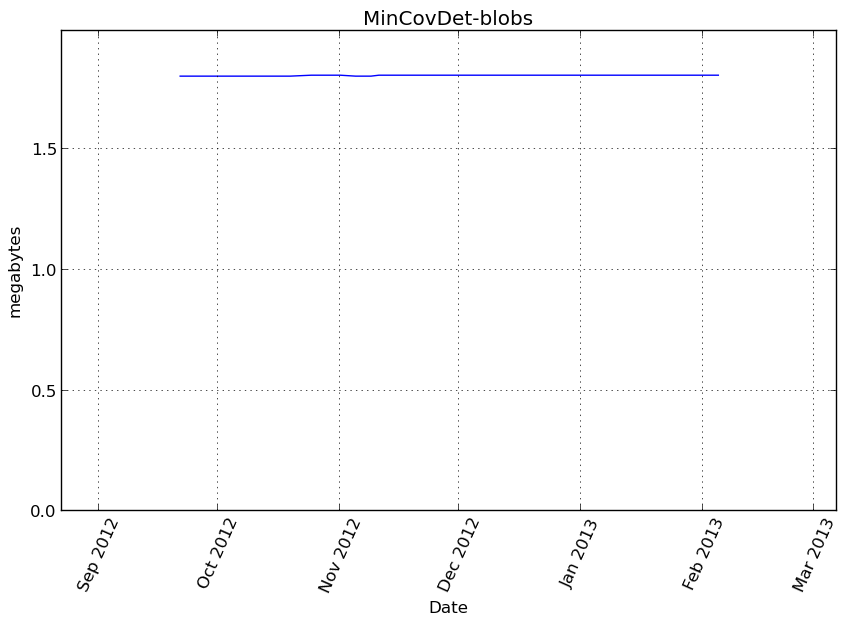 MinCovDet-blobs
megabytes
1.5
1.0
0.5
0.0
Sep 2012
Oct 2012
Nov 2012
Dec 2012
Jan 2013
Feb 2013
Mar 2013
Date